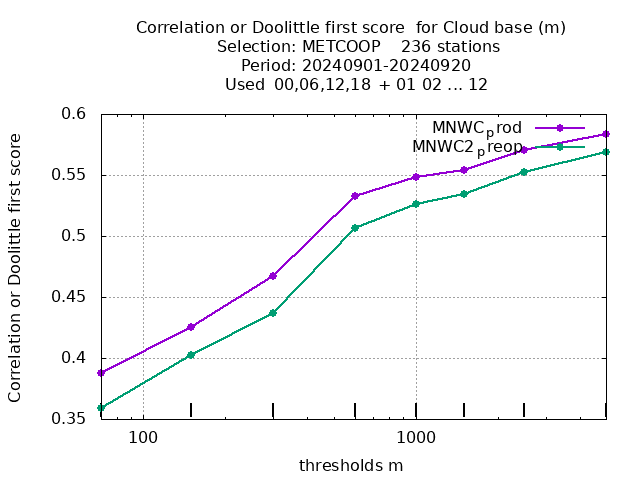 Correlation or Doolittle first score  for Cloud base (m)
Selection: METCOOP    236 stations
Period: 20240901-20240920
Used  00,06,12,18 + 01 02 ... 12
MNWCprod
MNWC2preop
0.6
0.55
0.5
0.45
0.4
0.35
Correlation or Doolittle first score
100
1000
thresholds m